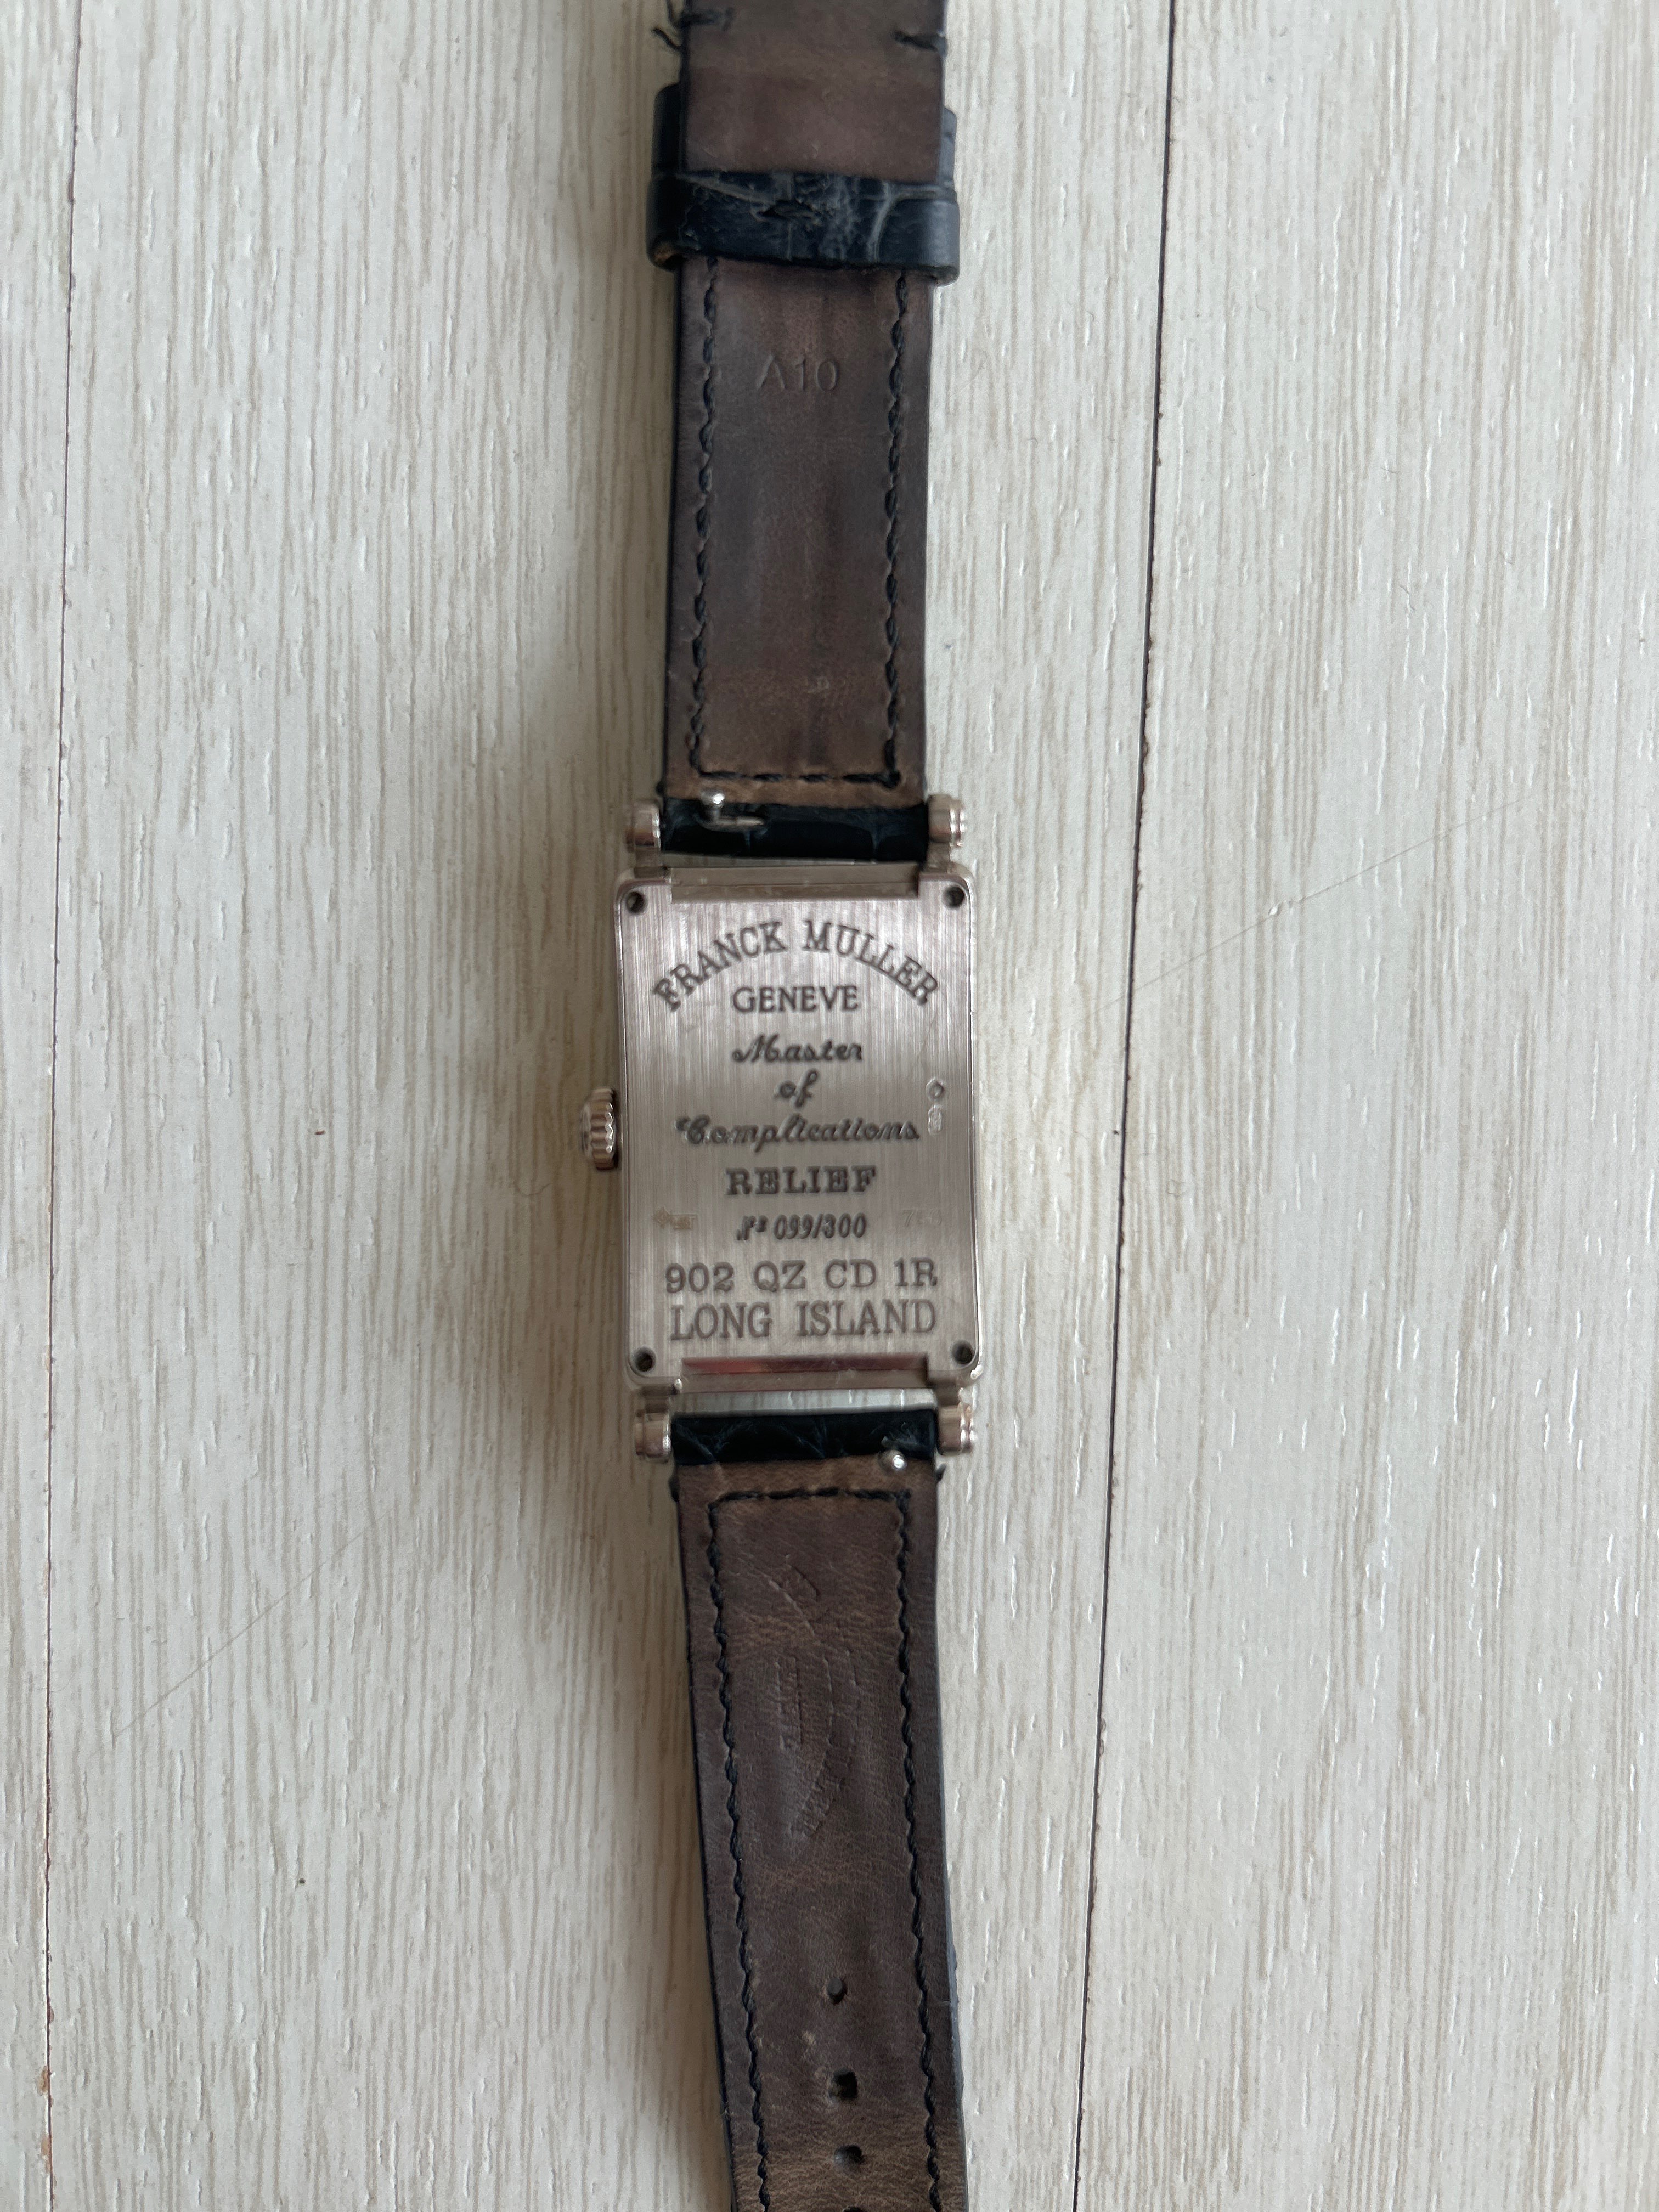 A10
FRANCK MULLER
GENEVE
Master
of
Complications
RELIEF
Nº 099/300
902 QZ CD 1R
LONG ISLAND